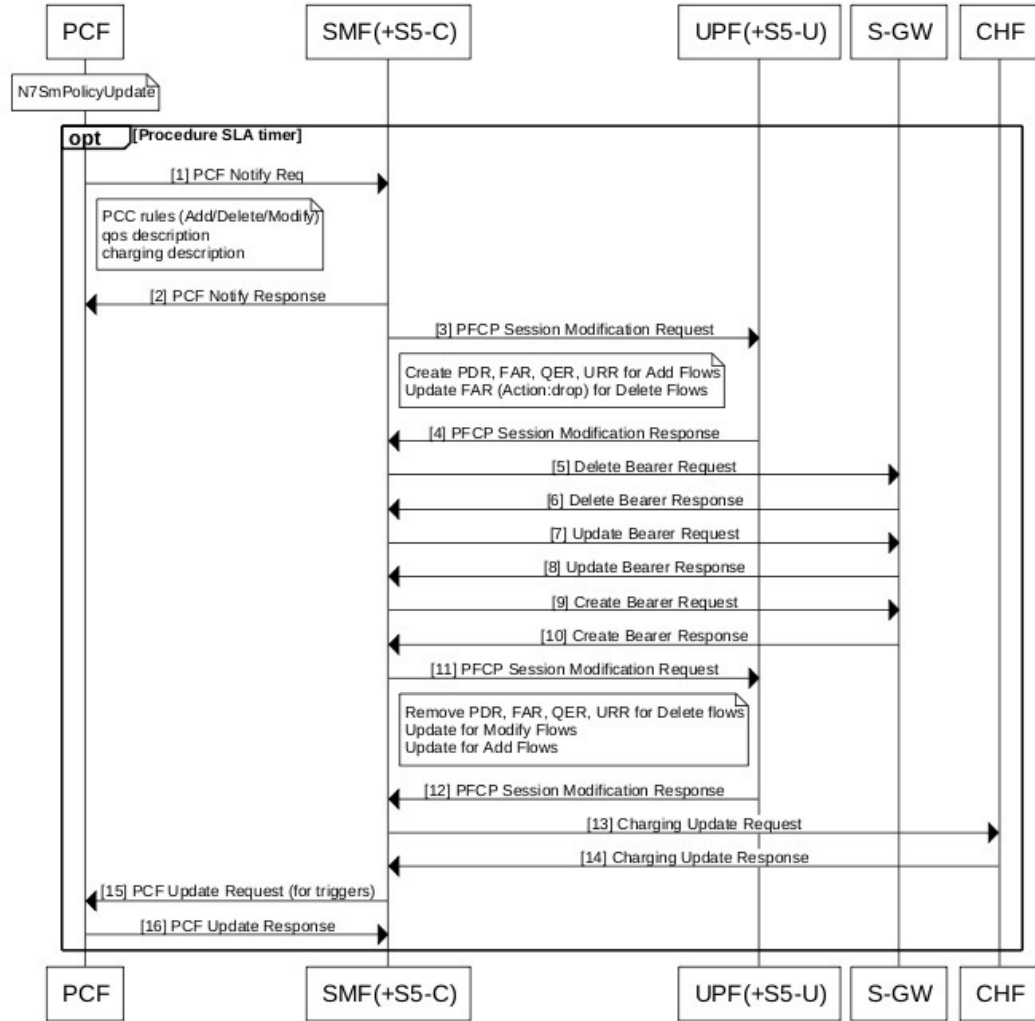 PCF
SMF(+S5-C)
UPF(+S5-U)
S-GW
CHF
N7SmPolicyUpdate
opt
[Procedure SLA timer]
[1] PCF Notify Req
PCC rules (Add/Delete/Modify)
qos description
charging description
[2] PCF Notify Response
[3] PFCP Session Modification Request
Create PDR, FAR, QER, URR for Add Flows
Update FAR (Action:drop) for Delete Flows
[4] PFCP Session Modification Response
[5] Delete Bearer Request
[6] Delete Bearer Response
[7] Update Bearer Request
[8] Update Bearer Response
[9] Create Bearer Request
[10] Create Bearer Response
[11] PFCP Session Modification Request
Remove PDR, FAR, QER, URR for Delete flows
Update for Modify Flows
Update for Add Flows
[12] PFCP Session Modification Response
[13] Charging Update Request
[14] Charging Update Response
[15] PCF Update Request (for triggers)
[16] PCF Update Response
PCF
SMF(+S5-C)
UPF(+S5-U)
S-GW
CHF